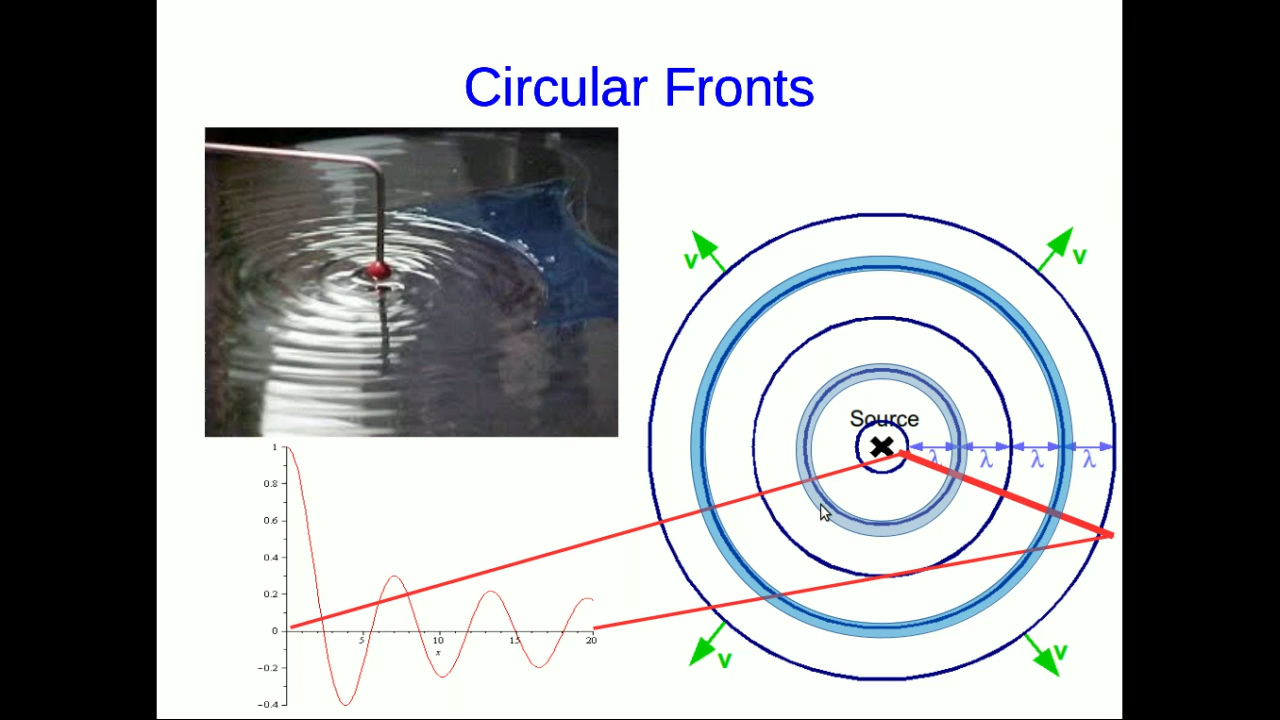 Circular Fronts
v
v
Source
λ λ λ λ
v
v
1
0.8
0.6
0.4
0.2
0
-0.2
-0.4
5 10 15 20
x